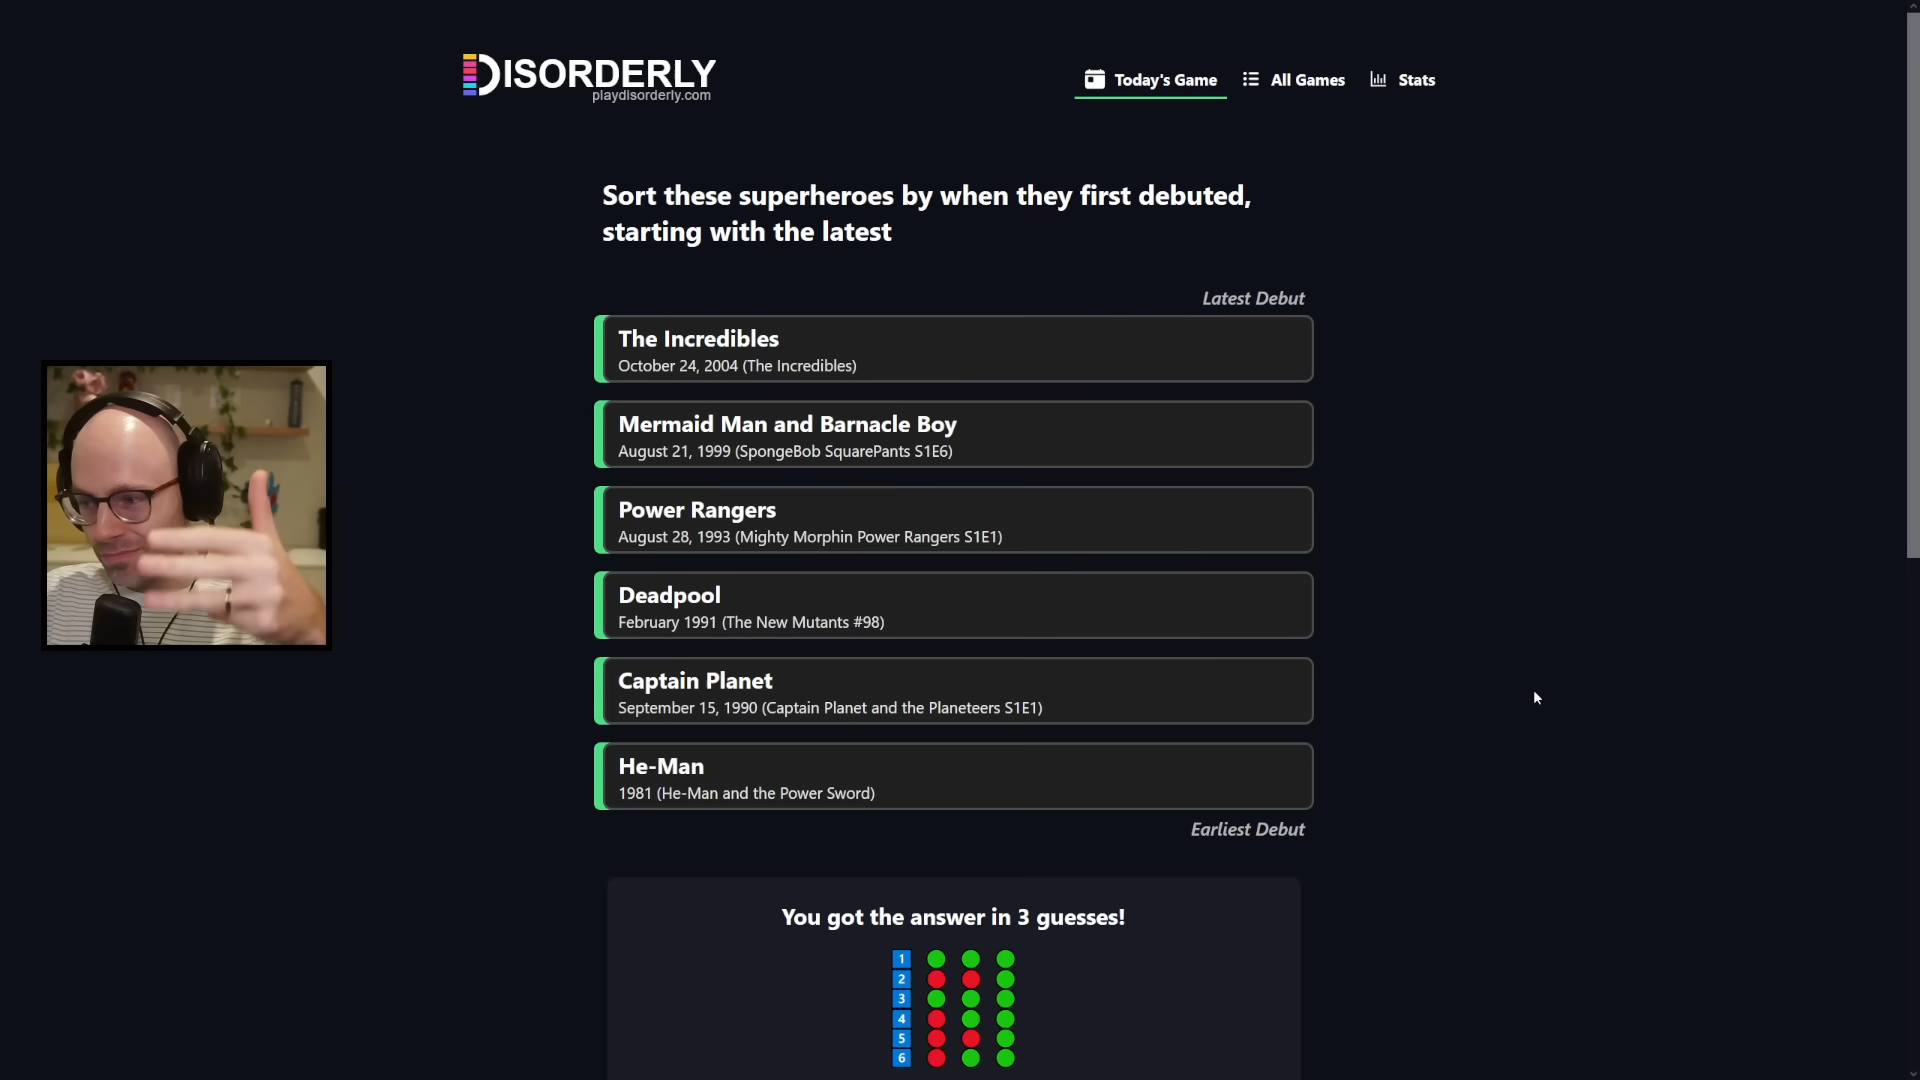 DISORDERLY
playdisorderly.com
Today's Game
All Games
Stats
Sort these superheroes by when they first debuted,
starting with the latest
Latest Debut
The Incredibles
October 24, 2004 (The Incredibles)
Mermaid Man and Barnacle Boy
August 21, 1999 (SpongeBob SquarePants S1E6)
Power Rangers
August 28, 1993 (Mighty Morphin Power Rangers S1E1)
Deadpool
February 1991 (The New Mutants #98)
Captain Planet
September 15, 1990 (Captain Planet and the Planeteers S1E1)
He-Man
1981 (He-Man and the Power Sword)
Earliest Debut
You got the answer in 3 guesses!
1
2
3
4
5
6